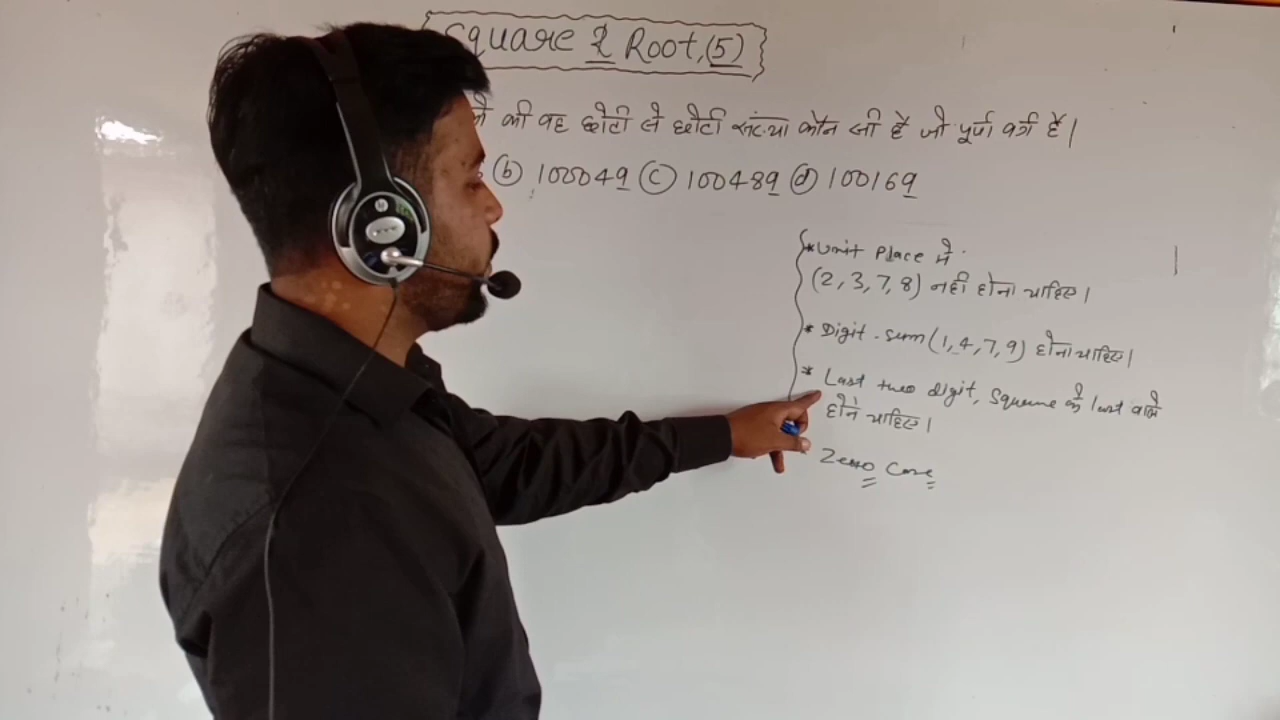 Square & Root, (5)
की वह छोटी से छोटी संख्या कौन सी है जो पूर्ण वर्ग है।
(b) 100049 (c) 100489 (d) 100169
* Unit Place में
(2, 3, 7, 8) नही होना चाहिए।
* Digit-sum (1, 4, 7, 9) होना चाहिए।
* Last two digit, Square के last वाले
होने चाहिए।
Zero Case